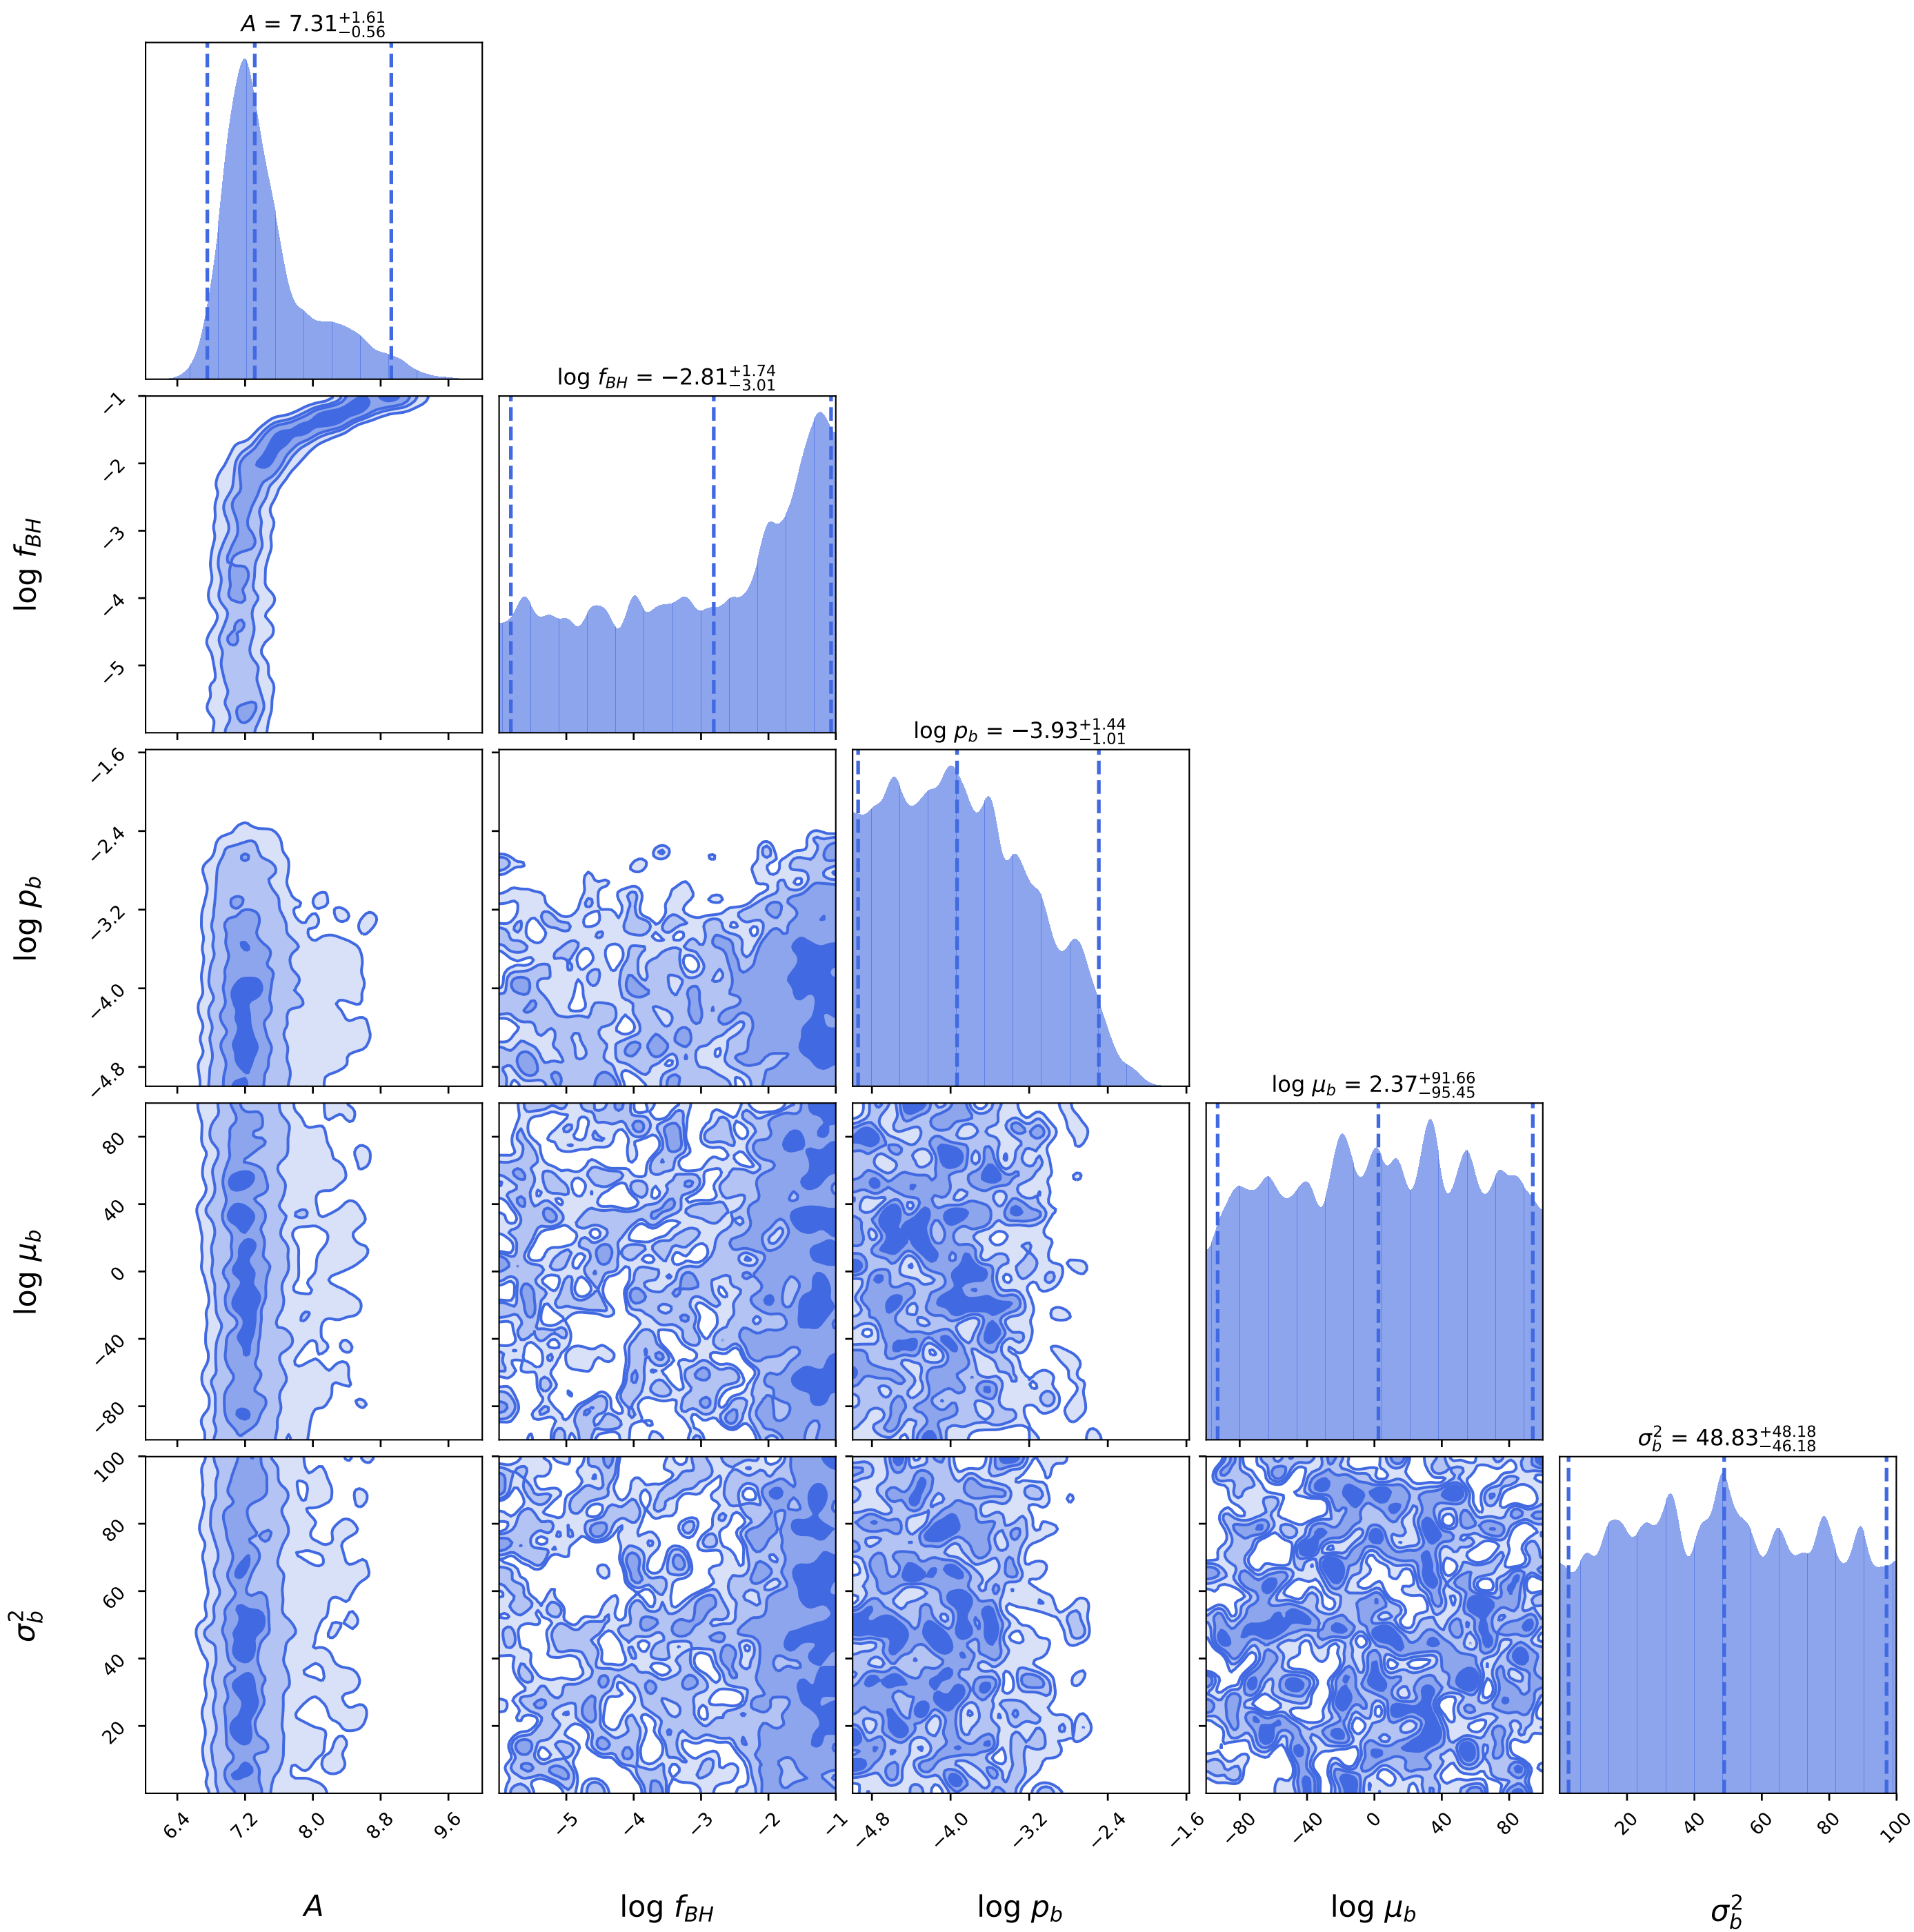 A = 7.31^{+1.61}_{-0.56}
log f_{BH} = −2.81^{+1.74}_{-3.01}
−1
−2
−3
−4
−5
log f_{BH}
log p_b = −3.93^{+1.44}_{-1.01}
−1.6
−2.4
−3.2
−4.0
−4.8
log p_b
log μ_b = 2.37^{+91.66}_{-95.45}
80
40
0
−40
−80
log μ_b
σ_b^2 = 48.83^{+48.18}_{-46.18}
100
80
60
40
20
σ_b^2
6.4 7.2 8.0 8.8 9.6
−5 −4 −3 −2 −1
−4.8 −4.0 −3.2 −2.4 −1.6
−80 −40 0 40 80
20 40 60 80 100
A
log f_{BH}
log p_b
log μ_b
σ_b^2